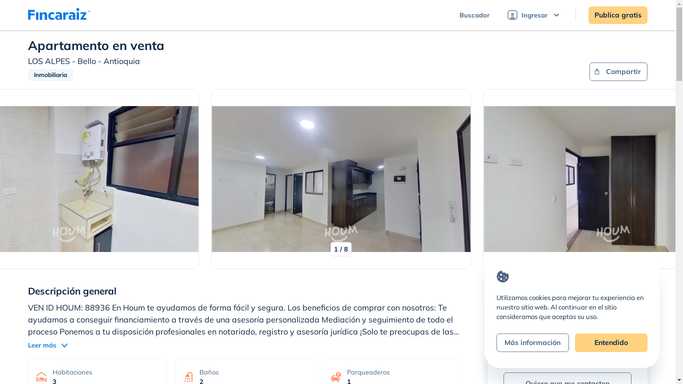 Fincaraíz
Buscador
Ingresar
Publica gratis
Apartamento en venta
LOS ALPES - Bello - Antioquia
Inmobiliaria
Compartir
HOUM
HOUM
HOUM
1 / 8
Descripción general
VEN ID HOUM: 88936 En Houm te ayudamos de forma fácil y segura. Los beneficios de comprar con nosotros: Te
ayudamos a conseguir financiamiento a través de una asesoría personalizada Mediación y seguimiento de todo el
proceso Ponemos a tu disposición profesionales en notariado, registro y asesoría jurídica ¡Solo te preocupas de las...
Leer más
Habitaciones
3
Baños
2
Parqueaderos
1
Utilizamos cookies para mejorar tu experiencia en
nuestro sitio web. Al continuar en el sitio
consideramos que aceptas su uso.
Más información
Entendido
Quiero que me contacten